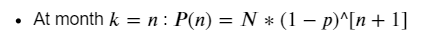 • At month k = n : P(n) = N * (1 − p)^[n + 1]